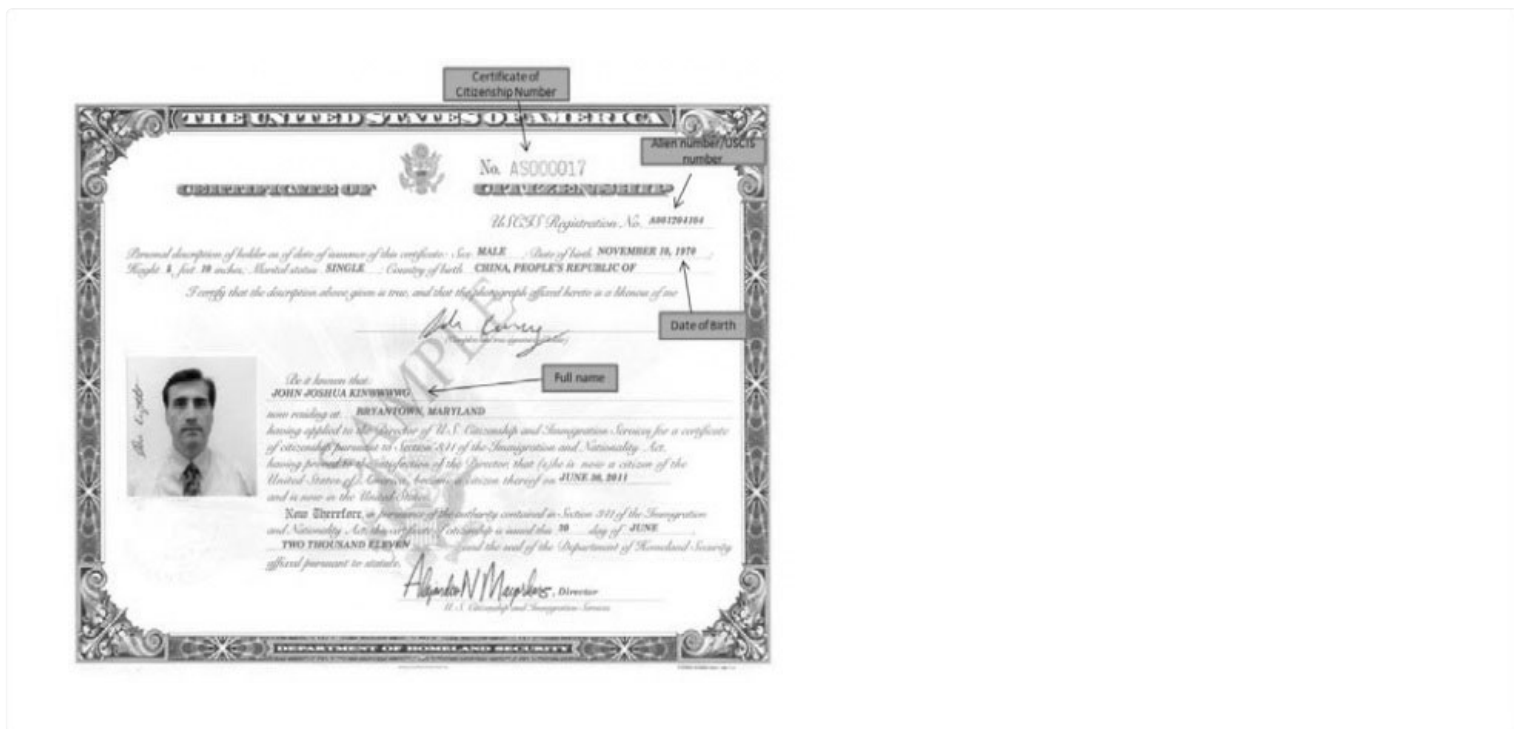 Certificate of
Citizenship Number
THE UNITED STATES OF AMERICA
Alien number/USCIS
number
No. AS000017
CERTIFICATE OF CITIZENSHIP
USCIS Registration No. A001704104
Personal description of holder as of date of issuance of this certificate: Sex MALE Date of birth NOVEMBER 10, 1970
Height 5 feet 10 inches, Marital status SINGLE Country of birth CHINA, PEOPLE'S REPUBLIC OF
I certify that the description above given is true, and that the photograph affixed hereto is a likeness of me
Date of Birth
SAMPLE
Full name
Be it known that:
JOHN JOSHUA KINWWWWG
now residing at BRYANTOWN, MARYLAND
having applied to the Director of U.S. Citizenship and Immigration Services for a certificate
of citizenship pursuant to Section 341 of the Immigration and Nationality Act,
having proved to the satisfaction of the Director, that (s)he is now a citizen of the
United States of America, became a citizen thereof on JUNE 30, 2011
and is now in the United States
Now Therefore, in pursuance of the authority contained in Section 341 of the Immigration
and Nationality Act, this certificate of citizenship is issued this day of JUNE
TWO THOUSAND ELEVEN and the seal of the Department of Homeland Security
affixed pursuant to statute.
, Director
U.S. Citizenship and Immigration Services
DEPARTMENT OF HOMELAND SECURITY